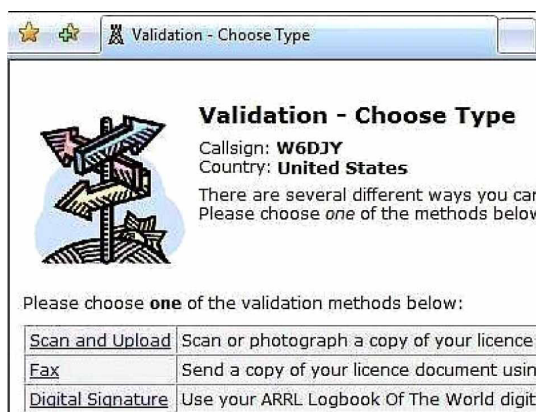 Validation - Choose Type
Validation - Choose Type
Callsign: W6DJY
Country: United States
There are several different ways you can
Please choose one of the methods below
Please choose one of the validation methods below:
Scan and Upload Scan or photograph a copy of your licence
Fax Send a copy of your licence document usin
Digital Signature Use your ARRL Logbook Of The World digit